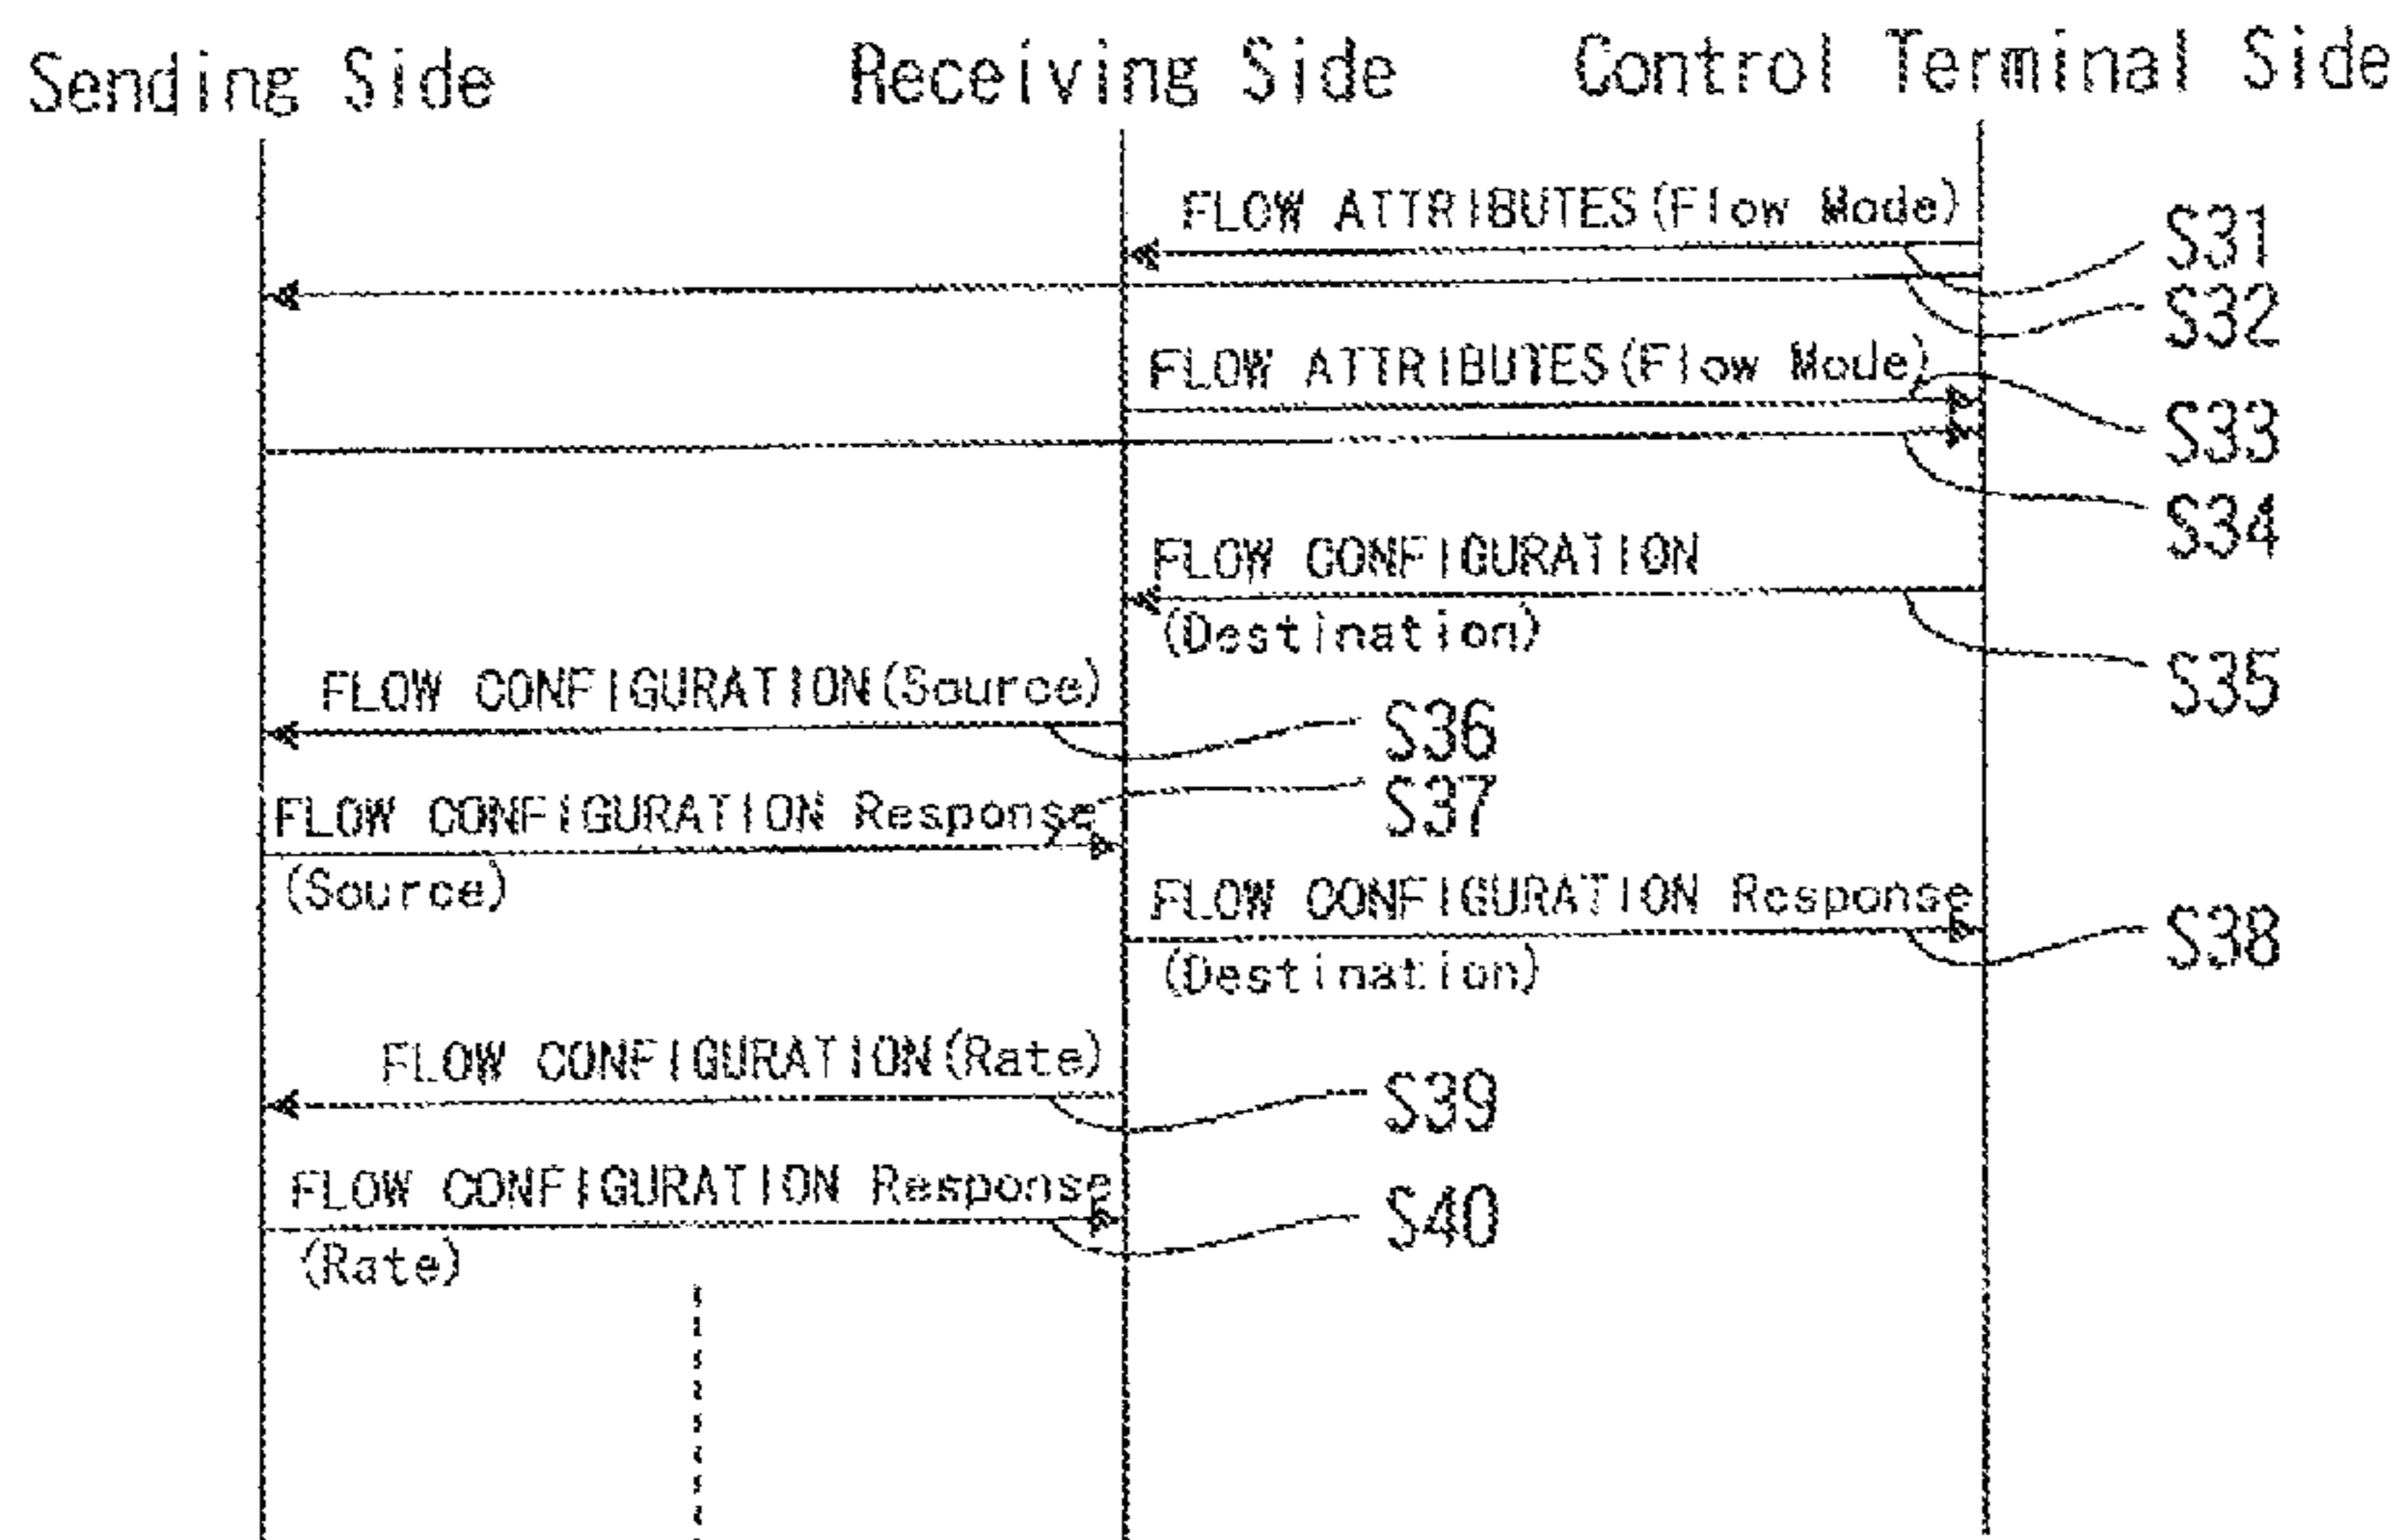 Sending Side
Receiving Side
Control Terminal Side
FLOW ATTRIBUTES(Flow Mode)
S31
S32
FLOW ATTRIBUTES(Flow Mode)
S33
S34
FLOW CONFIGURATION
(Destination)
S35
FLOW CONFIGURATION(Source)
S36
FLOW CONFIGURATION Response
(Source)
S37
FLOW CONFIGURATION Response
(Destination)
S38
FLOW CONFIGURATION(Rate)
S39
FLOW CONFIGURATION Response
(Rate)
S40